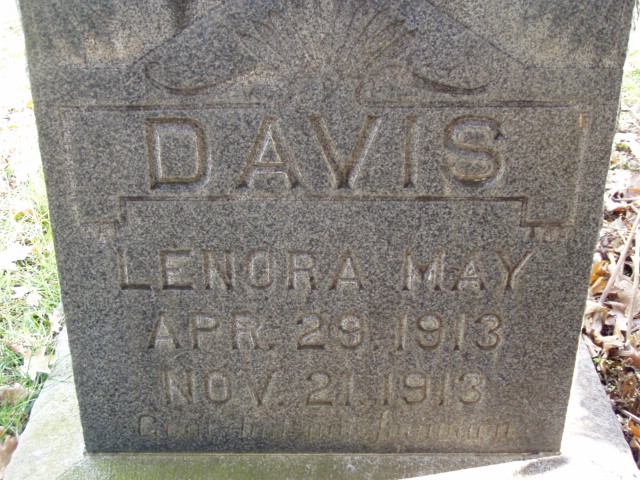 DAVIS
LENORA MAY
APR. 29. 1913
NOV. 21. 1913